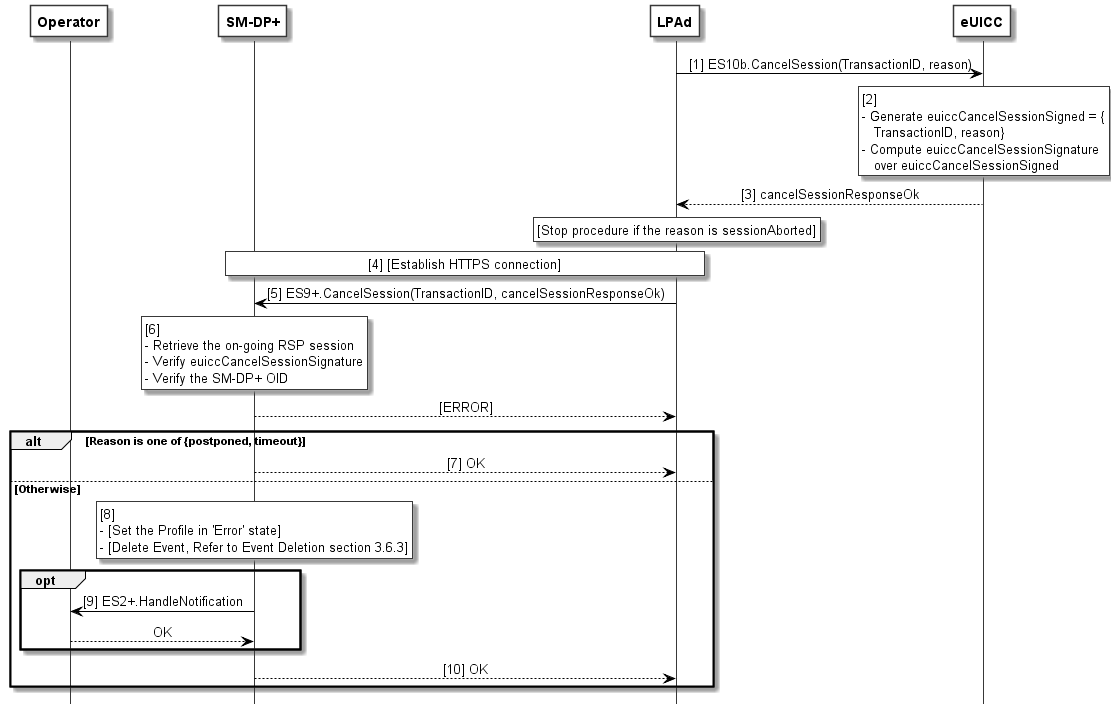 Operator
SM-DP+
LPAd
eUICC
[1] ES10b.CancelSession(TransactionID, reason)
[2]
- Generate euiccCancelSessionSigned = {
TransactionID, reason}
- Compute euiccCancelSessionSignature
over euiccCancelSessionSigned
[3] cancelSessionResponseOk
[Stop procedure if the reason is sessionAborted]
[4] [Establish HTTPS connection]
[5] ES9+.CancelSession(TransactionID, cancelSessionResponseOk)
[6]
- Retrieve the on-going RSP session
- Verify euiccCancelSessionSignature
- Verify the SM-DP+ OID
[ERROR]
alt
[Reason is one of {postponed, timeout}]
[7] OK
[Otherwise]
[8]
- [Set the Profile in 'Error' state]
- [Delete Event, Refer to Event Deletion section 3.6.3]
opt
[9] ES2+.HandleNotification
OK
[10] OK